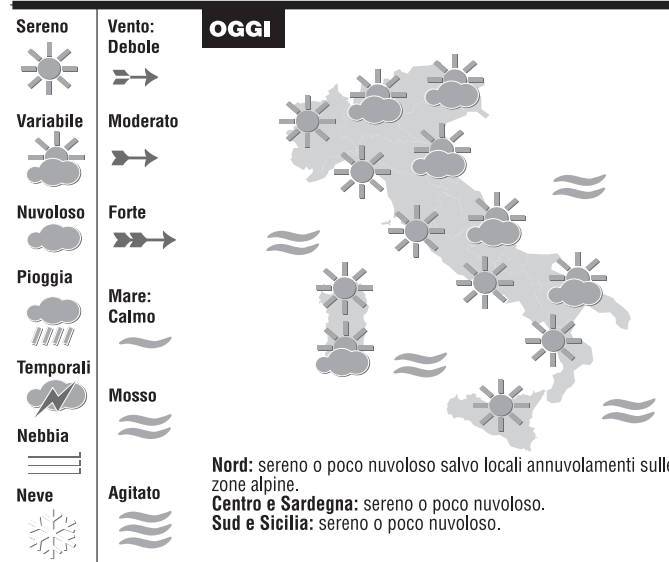 Sereno
Variabile
Nuvoloso
Pioggia
Temporali
Nebbia
Neve
Vento:
Debole
Moderato
Forte
Mare:
Calmo
Mosso
Agitato
OGGI
Nord: sereno o poco nuvoloso salvo locali annuvolamenti sulle
zone alpine.
Centro e Sardegna: sereno o poco nuvoloso.
Sud e Sicilia: sereno o poco nuvoloso.